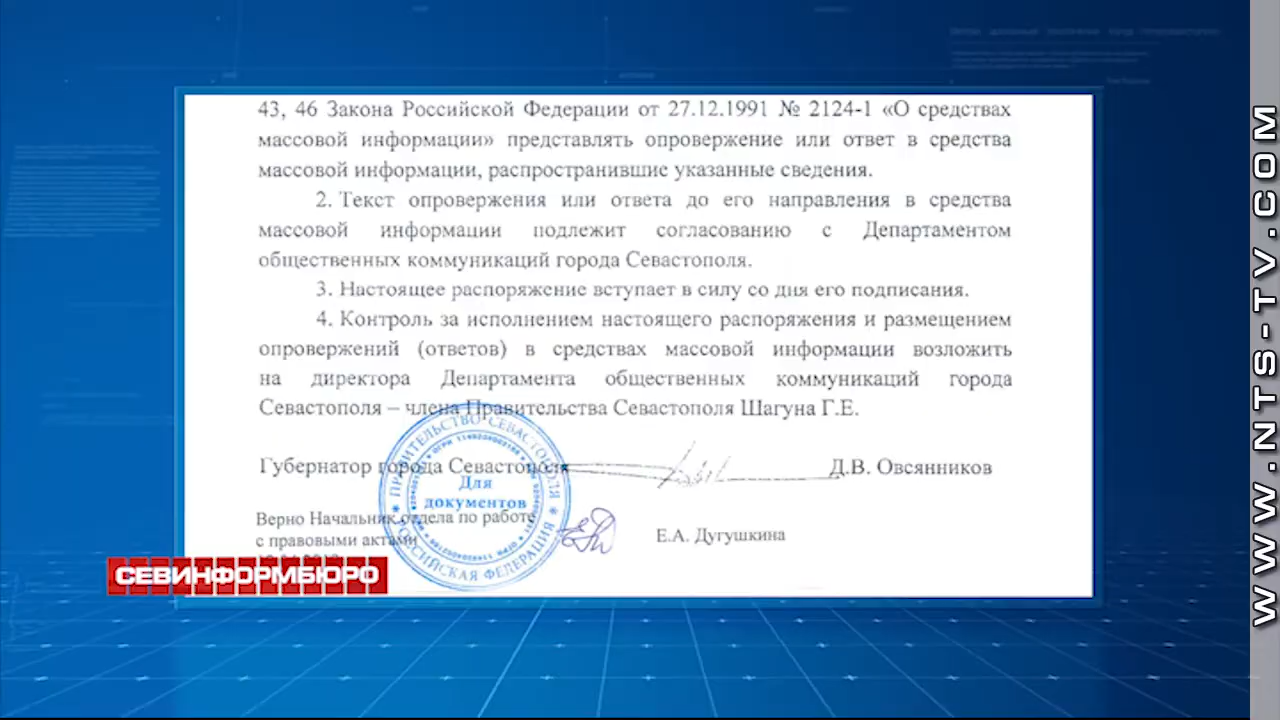 43, 46 Закона Российской Федерации от 27.12.1991 № 2124-1 «О средствах
массовой информации» представлять опровержение или ответ в средства
массовой информации, распространившие указанные сведения.
2. Текст опровержения или ответа до его направления в средства
массовой информации подлежит согласованию с Департаментом
общественных коммуникаций города Севастополя.
3. Настоящее распоряжение вступает в силу со дня его подписания.
4. Контроль за исполнением настоящего распоряжения и размещением
опровержений (ответов) в средствах массовой информации возложить
на директора Департамента общественных коммуникаций города
Севастополя – члена Правительства Севастополя Шагуна Г.Е.
ПРАВИТЕЛЬСТВО СЕВАСТОПОЛЯ
Губернатор города Севастополя Д.В. Овсянников
Для
документов
Верно Начальник отдела по работе
с правовыми актами Е.А. Дугушкина
РОССИЙСКАЯ ФЕДЕРАЦИЯ
СЕВИНФОРМБЮРО
WWW.NTS-TV.COM